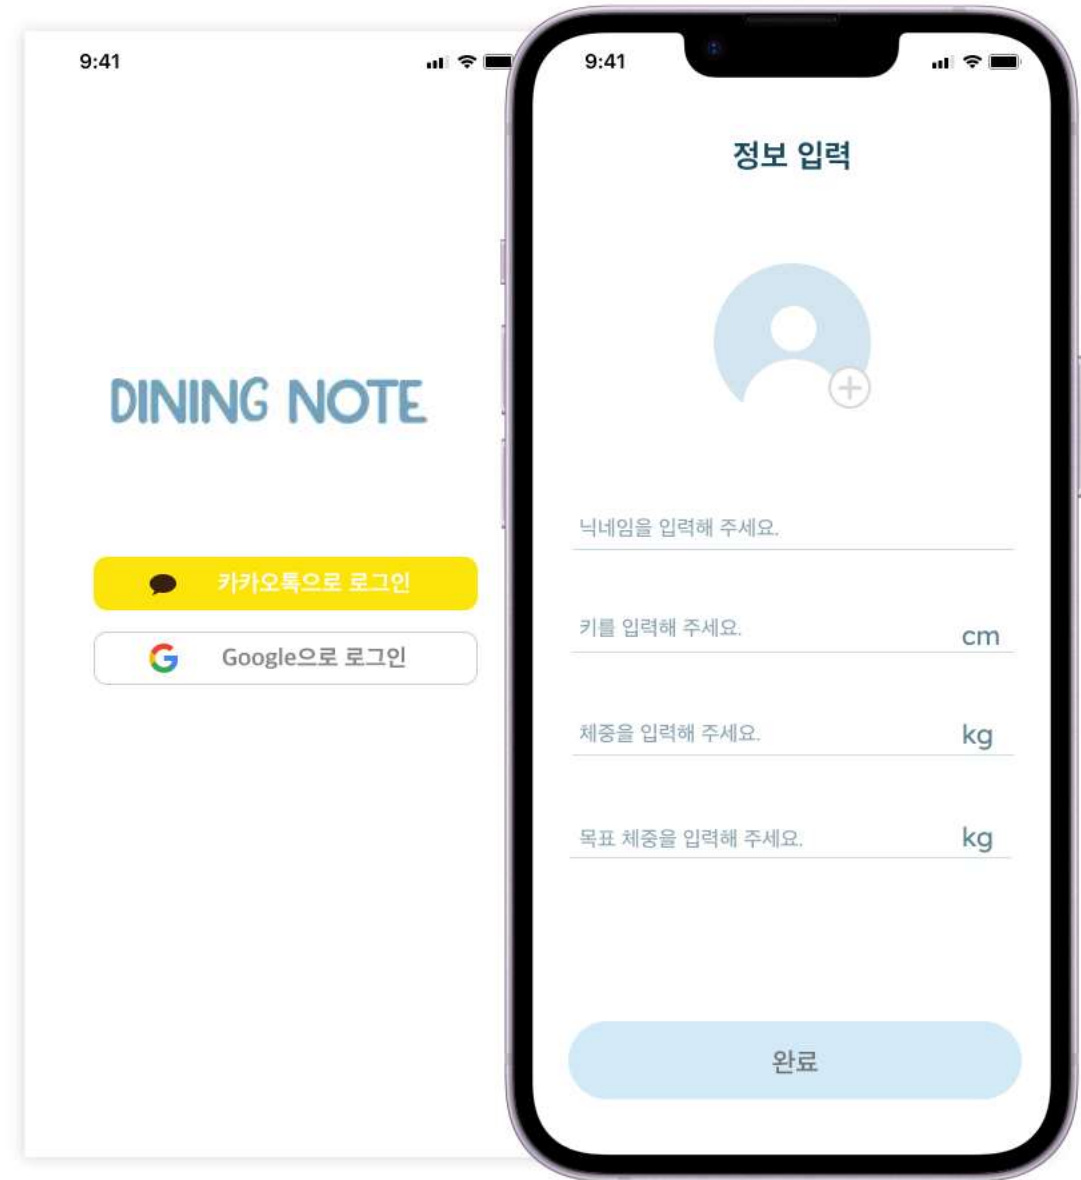 9:41
DINING NOTE
카카오톡으로 로그인
Google으로 로그인
9:41
정보 입력
닉네임을 입력해 주세요.
키를 입력해 주세요. cm
체중을 입력해 주세요. kg
목표 체중을 입력해 주세요. kg
완료